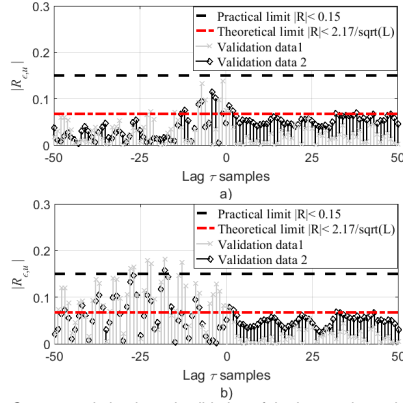 0.3
0.2
0.1
0
|R_{ϵ,u}|
Practical limit |R|< 0.15
Theoretical limit |R|< 2.17/sqrt(L)
Validation data1
Validation data 2
-50 -25 0 25 50
Lag τ samples
a)
0.3
0.2
0.1
0
|R_{ϵ,u}|
Practical limit |R|< 0.15
Theoretical limit |R|< 2.17/sqrt(L)
Validation data1
Validation data 2
-50 -25 0 25 50
Lag τ samples
b)